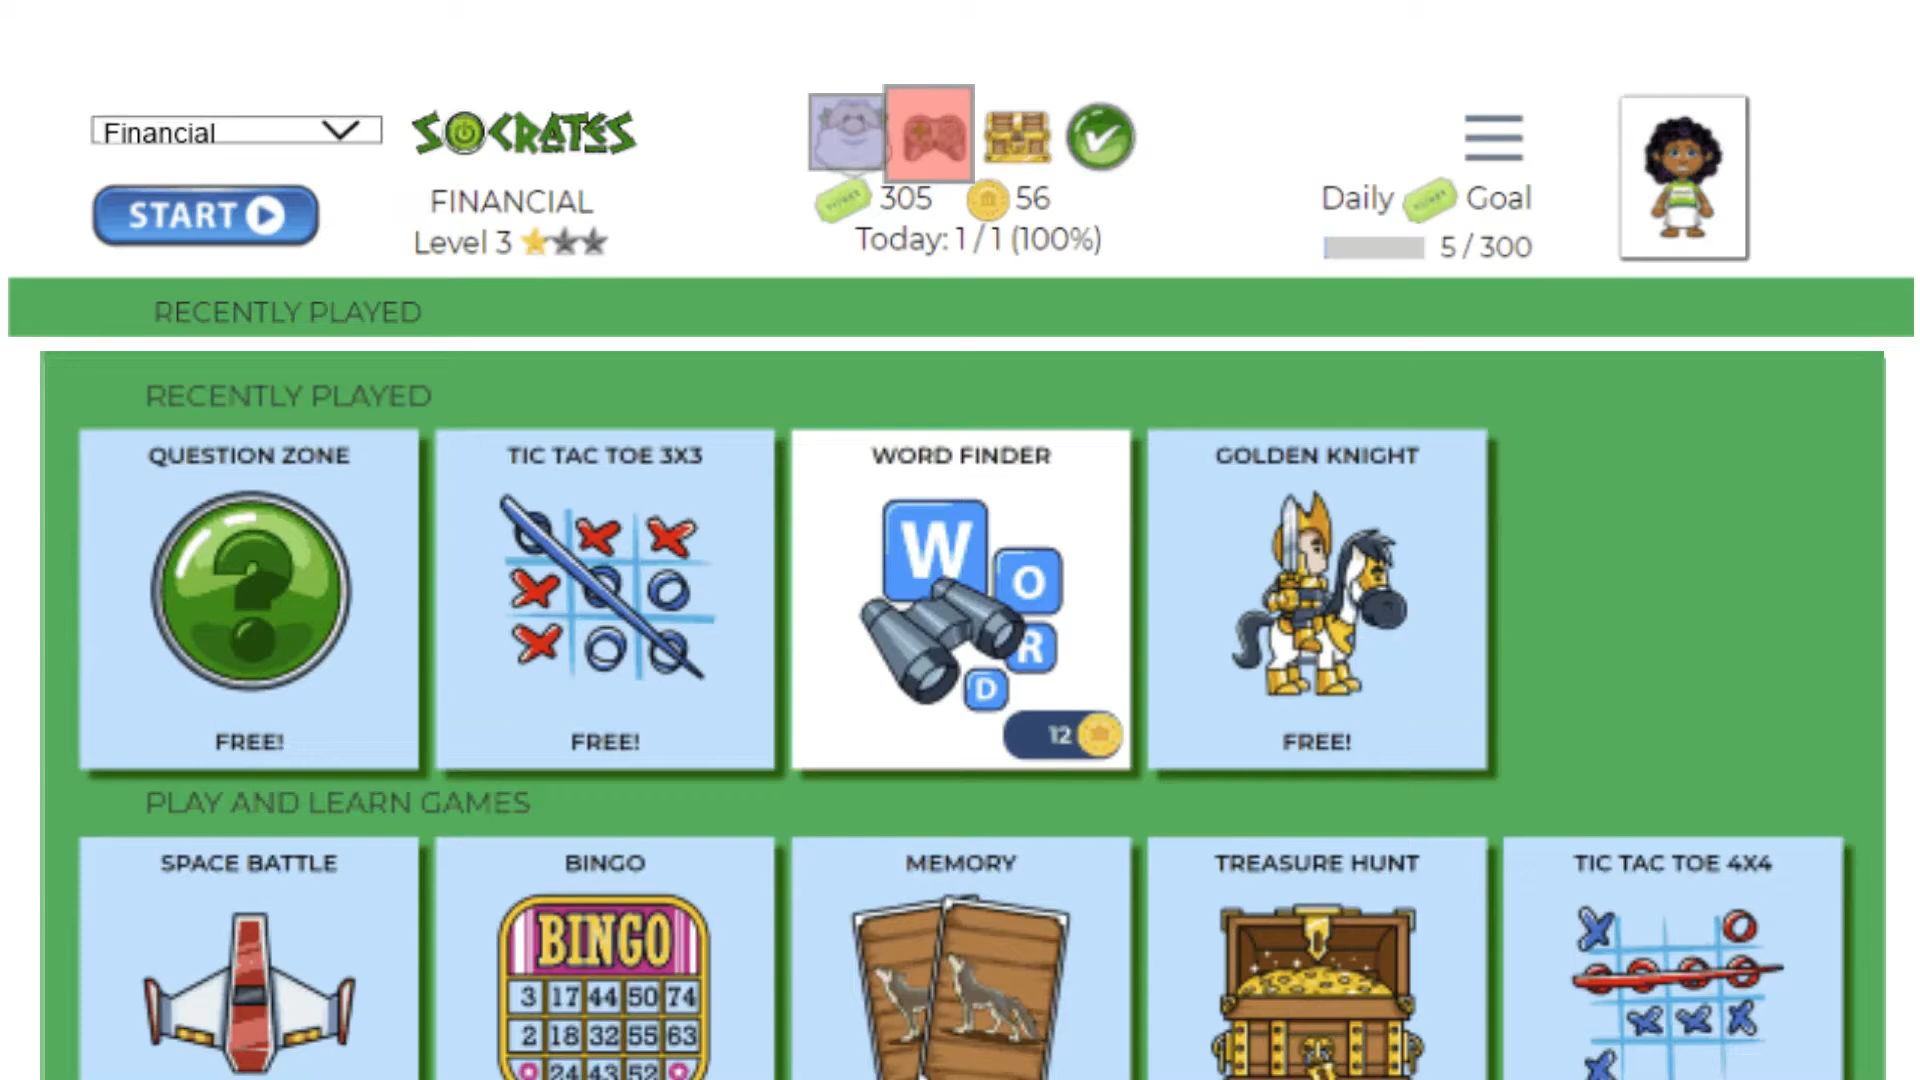 Financial
SOCRATES
START
FINANCIAL
Level 3
305 56
Today: 1 / 1 (100%)
Daily Goal
5 / 300
RECENTLY PLAYED
RECENTLY PLAYED
QUESTION ZONE
TIC TAC TOE 3X3
WORD FINDER
GOLDEN KNIGHT
?
W
O
R
D
FREE!
FREE!
12
FREE!
PLAY AND LEARN GAMES
SPACE BATTLE
BINGO
MEMORY
TREASURE HUNT
TIC TAC TOE 4X4
BINGO
3 17 44 50 74
2 18 32 55 63
24 43 52